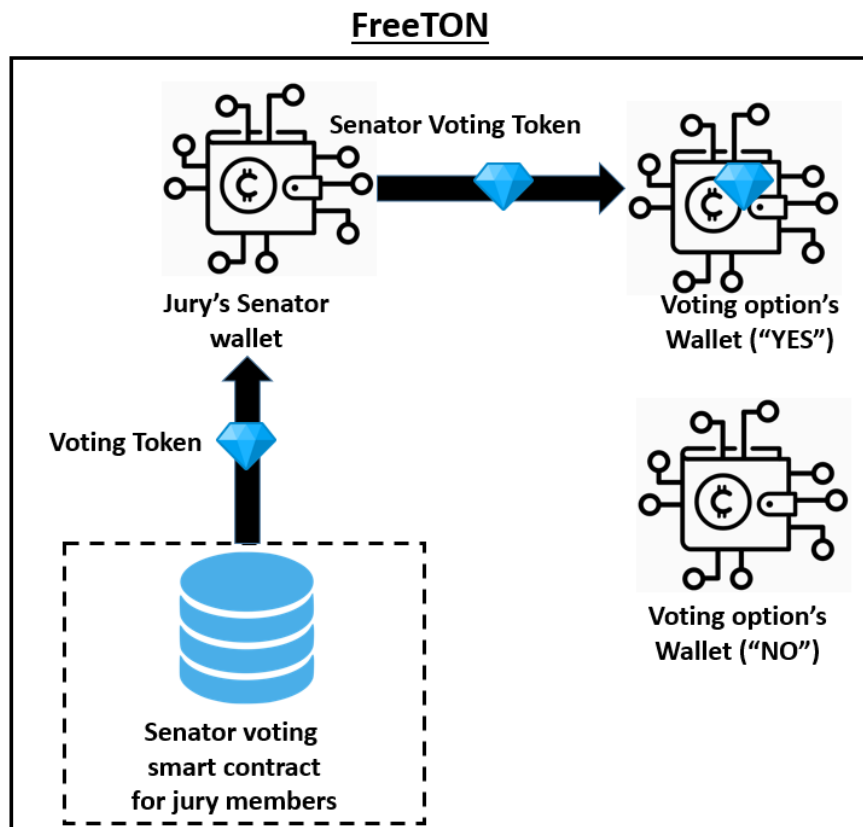 FreeTON
Senator Voting Token
Jury’s Senator
wallet
Voting option’s
Wallet (“YES”)
Voting Token
Voting option’s
Wallet (“NO”)
Senator voting
smart contract
for jury members